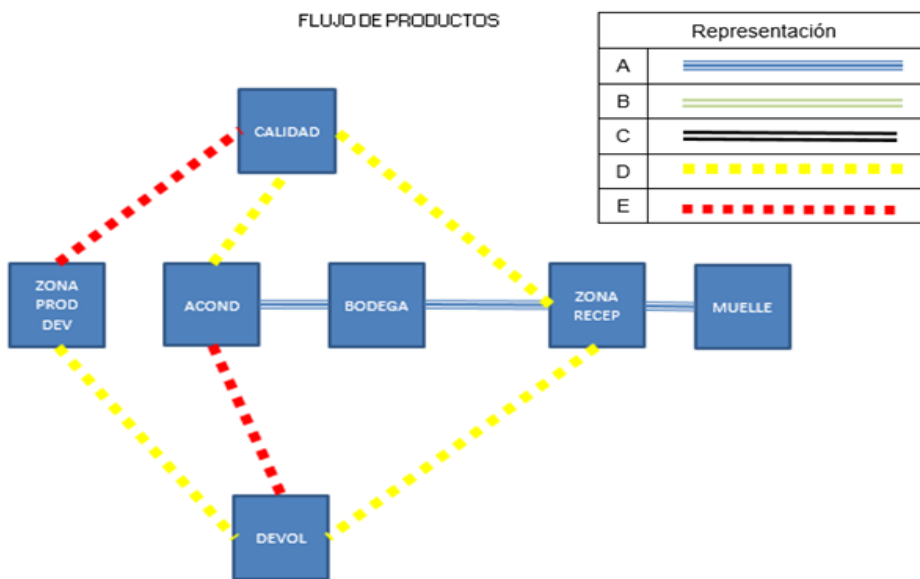 FLUJO DE PRODUCTOS
Representación
A
B
C
D
E
CALIDAD
ZONA
PROD
DEV
ACOND
BODEGA
ZONA
RECEP
MUELLE
DEVOL